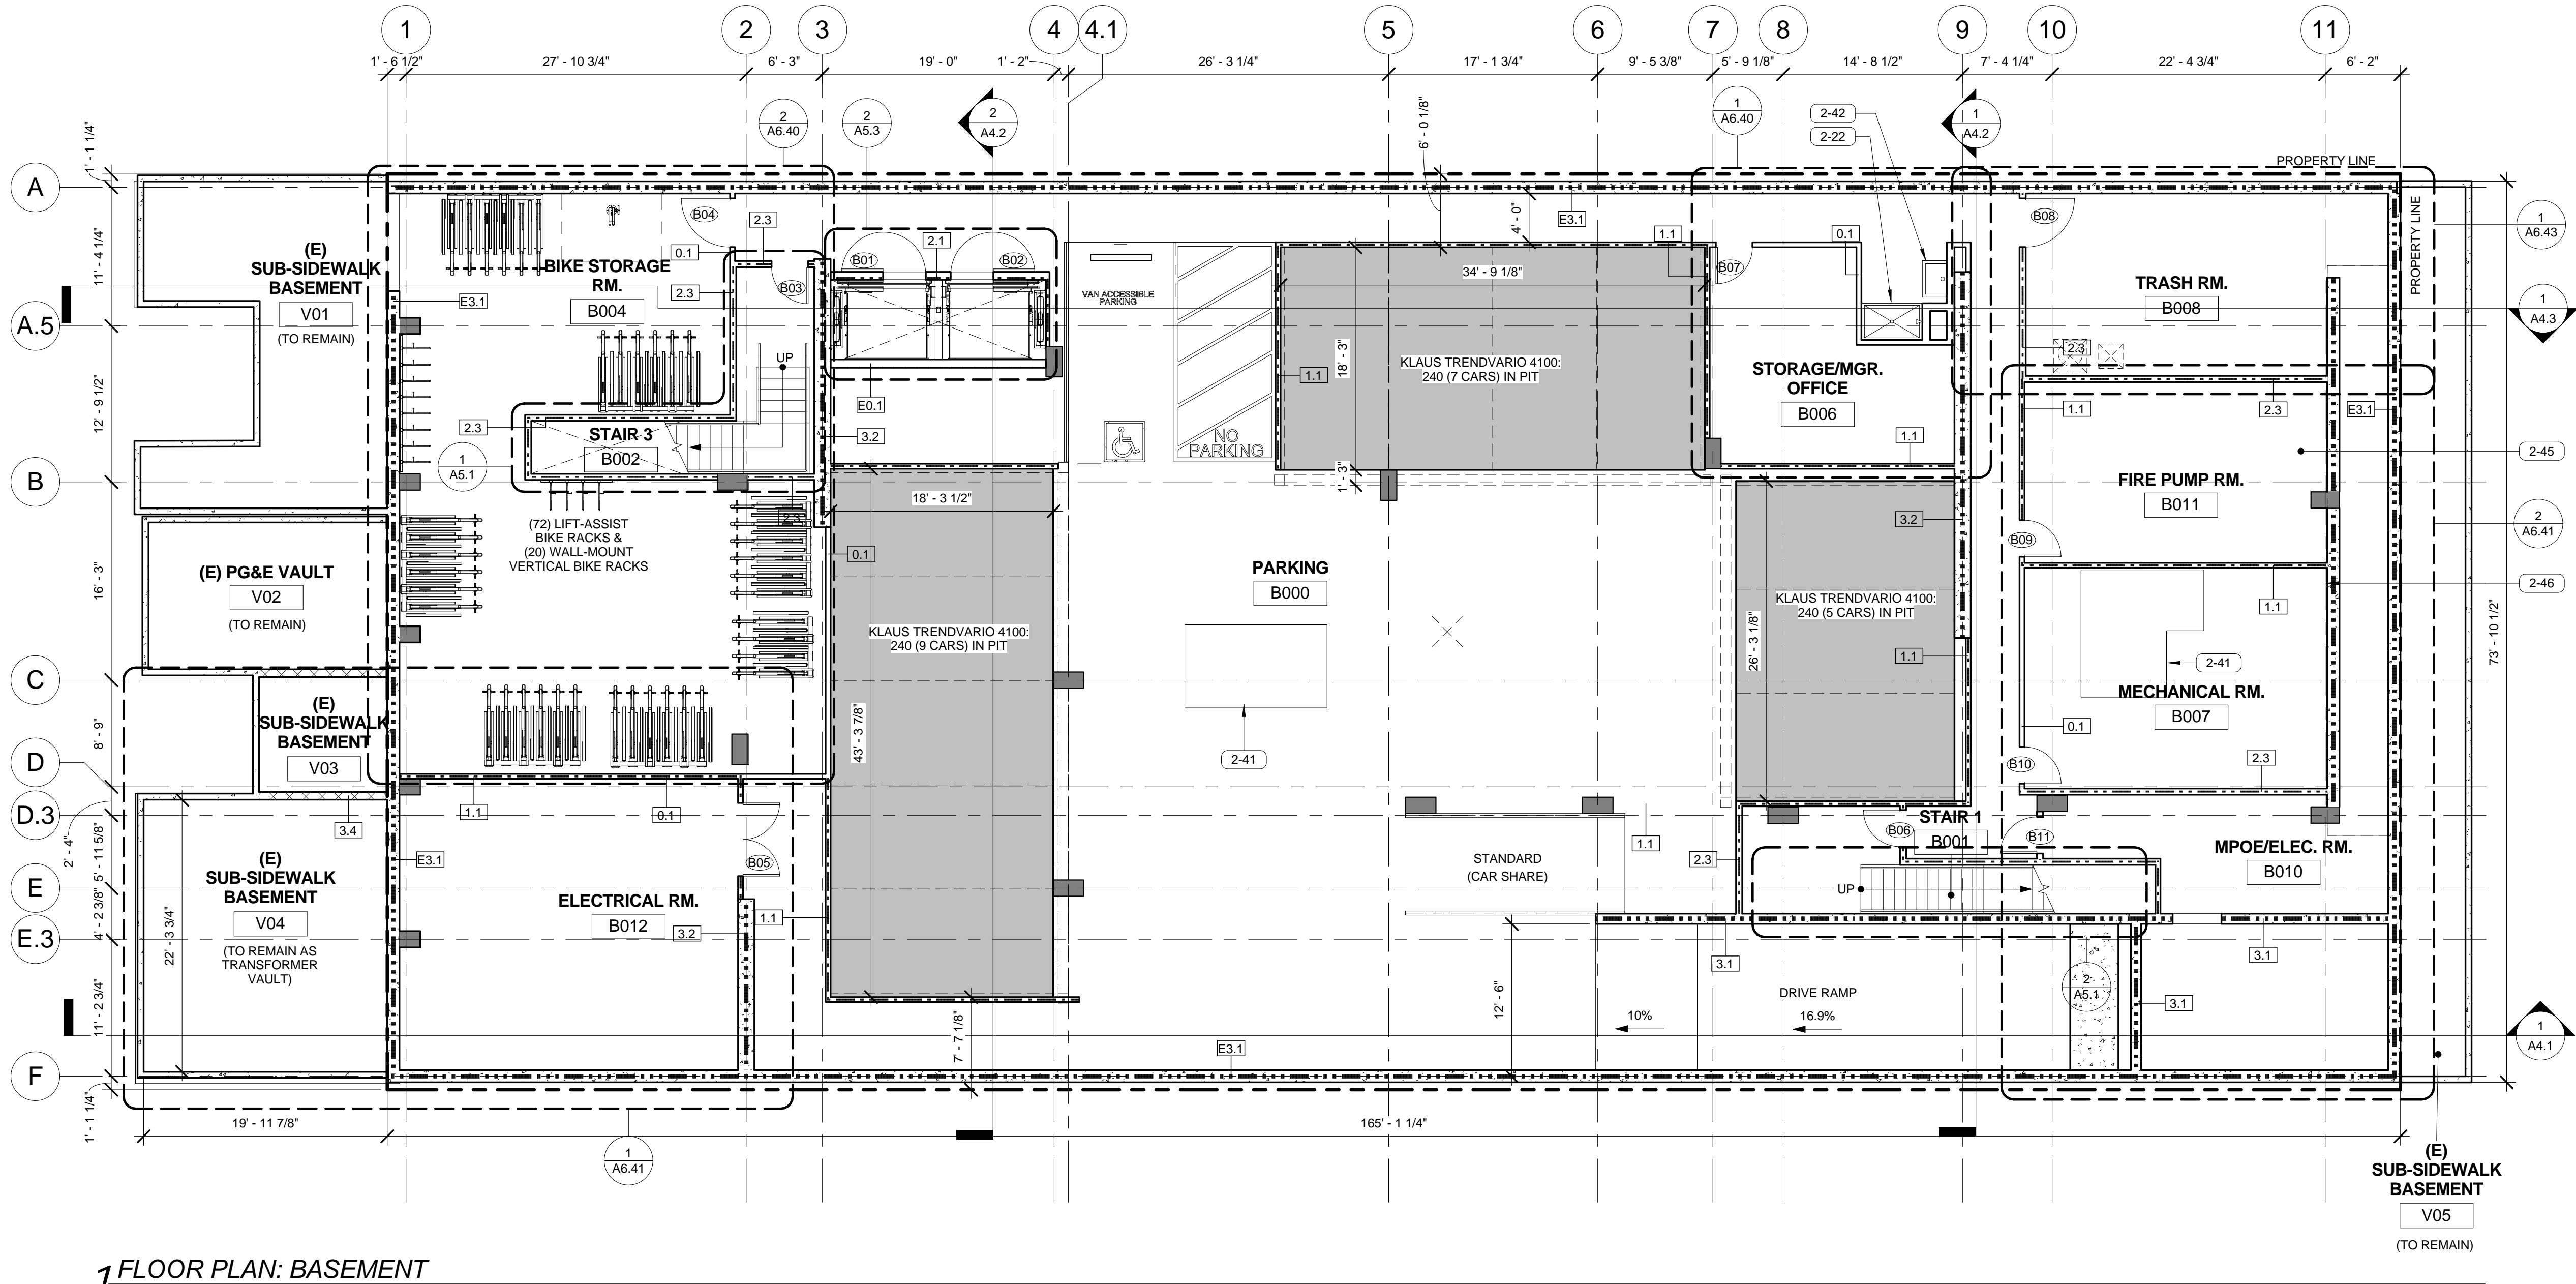 1 2 3 4 4.1 5 6 7 8 9 10 11
1' - 6 1/2" 27' - 10 3/4" 6' - 3" 19' - 0" 1' - 2" 26' - 3 1/4" 17' - 1 3/4" 9' - 5 3/8" 5' - 9 1/8" 14' - 8 1/2" 7' - 4 1/4" 22' - 4 3/4" 6' - 2"
2
A6.40
2
A5.3
2
A4.2
6' - 0 1/8"
1
A6.40
2-42
2-22
1
A4.2
PROPERTY LINE
PROPERTY LINE
1
A6.43
1
A4.3
2-45
2
A6.41
2-46
73' - 10 1/2"
1
A4.1
A
A.5
B
C
D
D.3
E
E.3
F
1' - 1 1/4"
11' - 4 1/4"
12' - 9 1/2"
16' - 3"
8' - 9"
2' - 4"
5' - 11 5/8"
4' - 2 3/8"
11' - 2 3/4"
1' - 1 1/4"
(E)
SUB-SIDEWALK
BASEMENT
V01
(TO REMAIN)
(E) PG&E VAULT
V02
(TO REMAIN)
(E)
SUB-SIDEWALK
BASEMENT
V03
3.4
(E)
SUB-SIDEWALK
BASEMENT
V04
(TO REMAIN AS
TRANSFORMER
VAULT)
22' - 3 3/4"
E3.1
BIKE STORAGE
RM.
B004
B04
2.3
0.1
2.3
B03
UP
2.3
STAIR 3
B002
1
A5.1
3.2
2.3
(72) LIFT-ASSIST
BIKE RACKS &
(20) WALL-MOUNT
VERTICAL BIKE RACKS
1.1
0.1
E3.1
B05
ELECTRICAL RM.
B012
3.2
1.1
B01
2.1
B02
E0.1
18' - 3 1/2"
0.1
KLAUS TRENDVARIO 4100:
240 (9 CARS) IN PIT
43' - 3 7/8"
7' - 7 1/8"
VAN ACCESSIBLE
PARKING
NO
PARKING
E3.1
4' - 0"
1.1
34' - 9 1/8"
18' - 3"
1.1
KLAUS TRENDVARIO 4100:
240 (7 CARS) IN PIT
1' - 3"
PARKING
B000
2-41
B07
0.1
STORAGE/MGR.
OFFICE
B006
1.1
3.2
KLAUS TRENDVARIO 4100:
240 (5 CARS) IN PIT
26' - 3 1/8"
1.1
B08
TRASH RM.
B008
2.3
1.1
2.3
E3.1
FIRE PUMP RM.
B011
B09
1.1
2-41
MECHANICAL RM.
B007
0.1
B10
2.3
STANDARD
(CAR SHARE)
1.1
2.3
B06
STAIR 1
B001
B11
UP
MPOE/ELEC. RM.
B010
3.1
3.1
12' - 6"
DRIVE RAMP
10%
16.9%
2
A5.1
3.1
E3.1
19' - 11 7/8"
165' - 1 1/4"
1
A6.41
(E)
SUB-SIDEWALK
BASEMENT
V05
(TO REMAIN)
1 FLOOR PLAN: BASEMENT